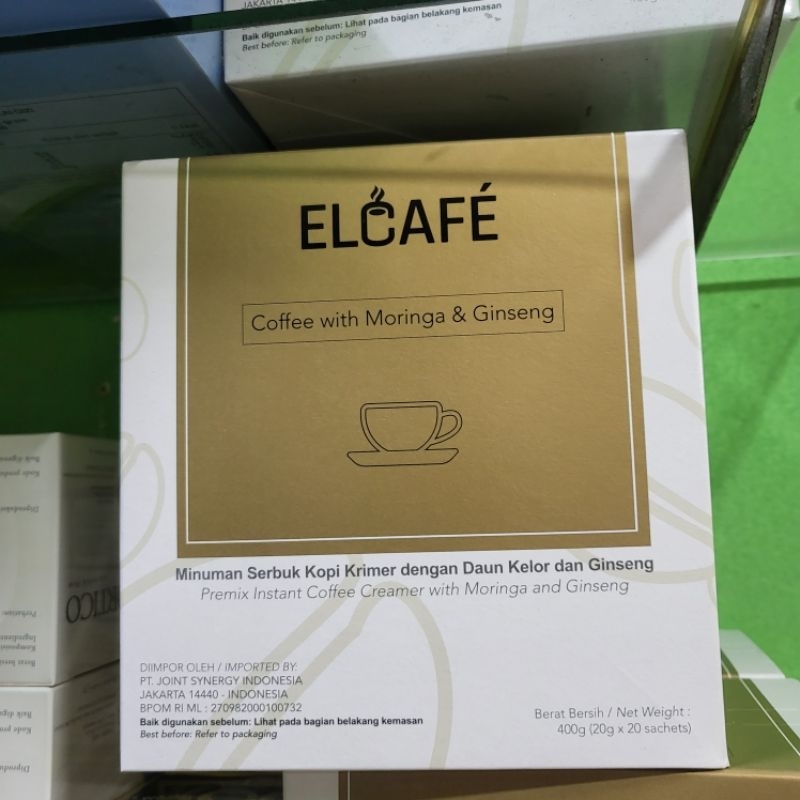 JAKARTA
Baik digunakan sebelum: Lihat pada bagian belakang kemasan
Best before: Refer to packaging
ELCAFÉ
Coffee with Moringa & Ginseng
Minuman Serbuk Kopi Krimer dengan Daun Kelor dan Ginseng
Premix Instant Coffee Creamer with Moringa and Ginseng
DIIMPOR OLEH / IMPORTED BY:
PT. JOINT SYNERGY INDONESIA
JAKARTA 14440 - INDONESIA
BPOM RI ML : 270982000100732
Baik digunakan sebelum: Lihat pada bagian belakang kemasan
Best before: Refer to packaging
Berat Bersih / Net Weight :
400g (20g x 20 sachets)